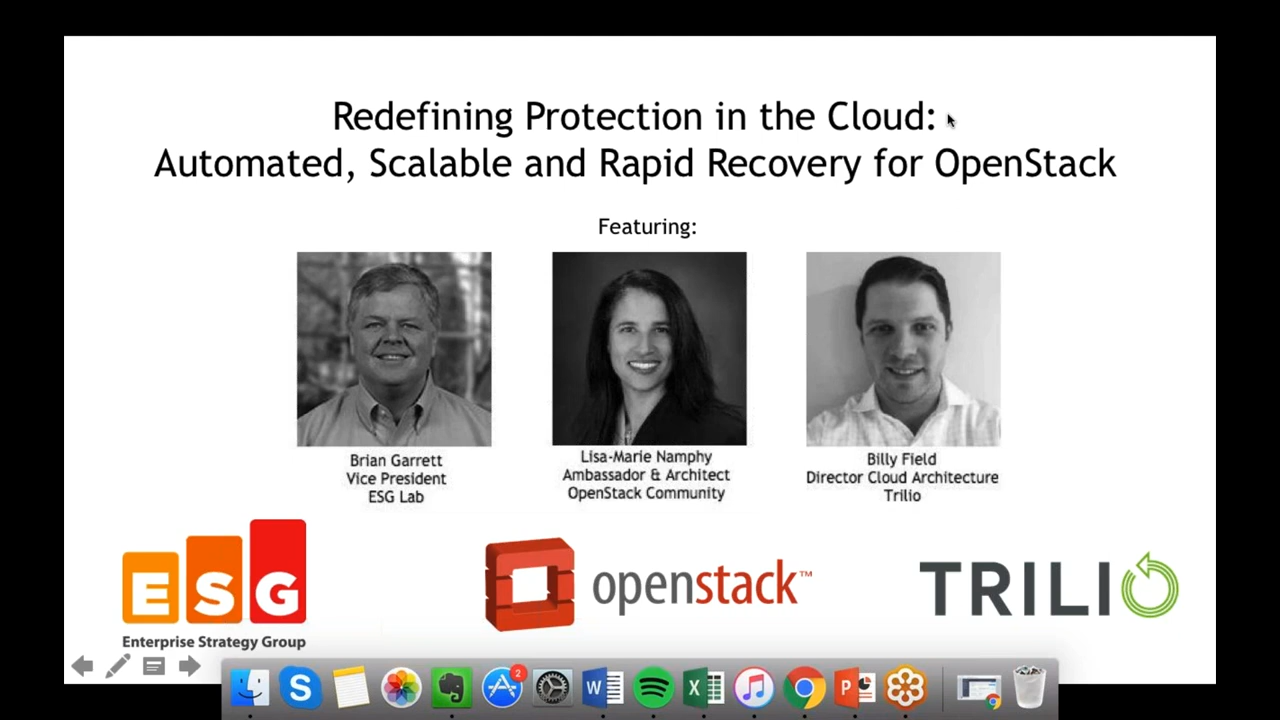 Redefining Protection in the Cloud:
Automated, Scalable and Rapid Recovery for OpenStack
Featuring:
Brian Garrett
Vice President
ESG Lab
Lisa-Marie Namphy
Ambassador & Architect
OpenStack Community
Billy Field
Director Cloud Architecture
Trilio
ESG
Enterprise Strategy Group
openstack™
TRILIO
2
S
W
X
P